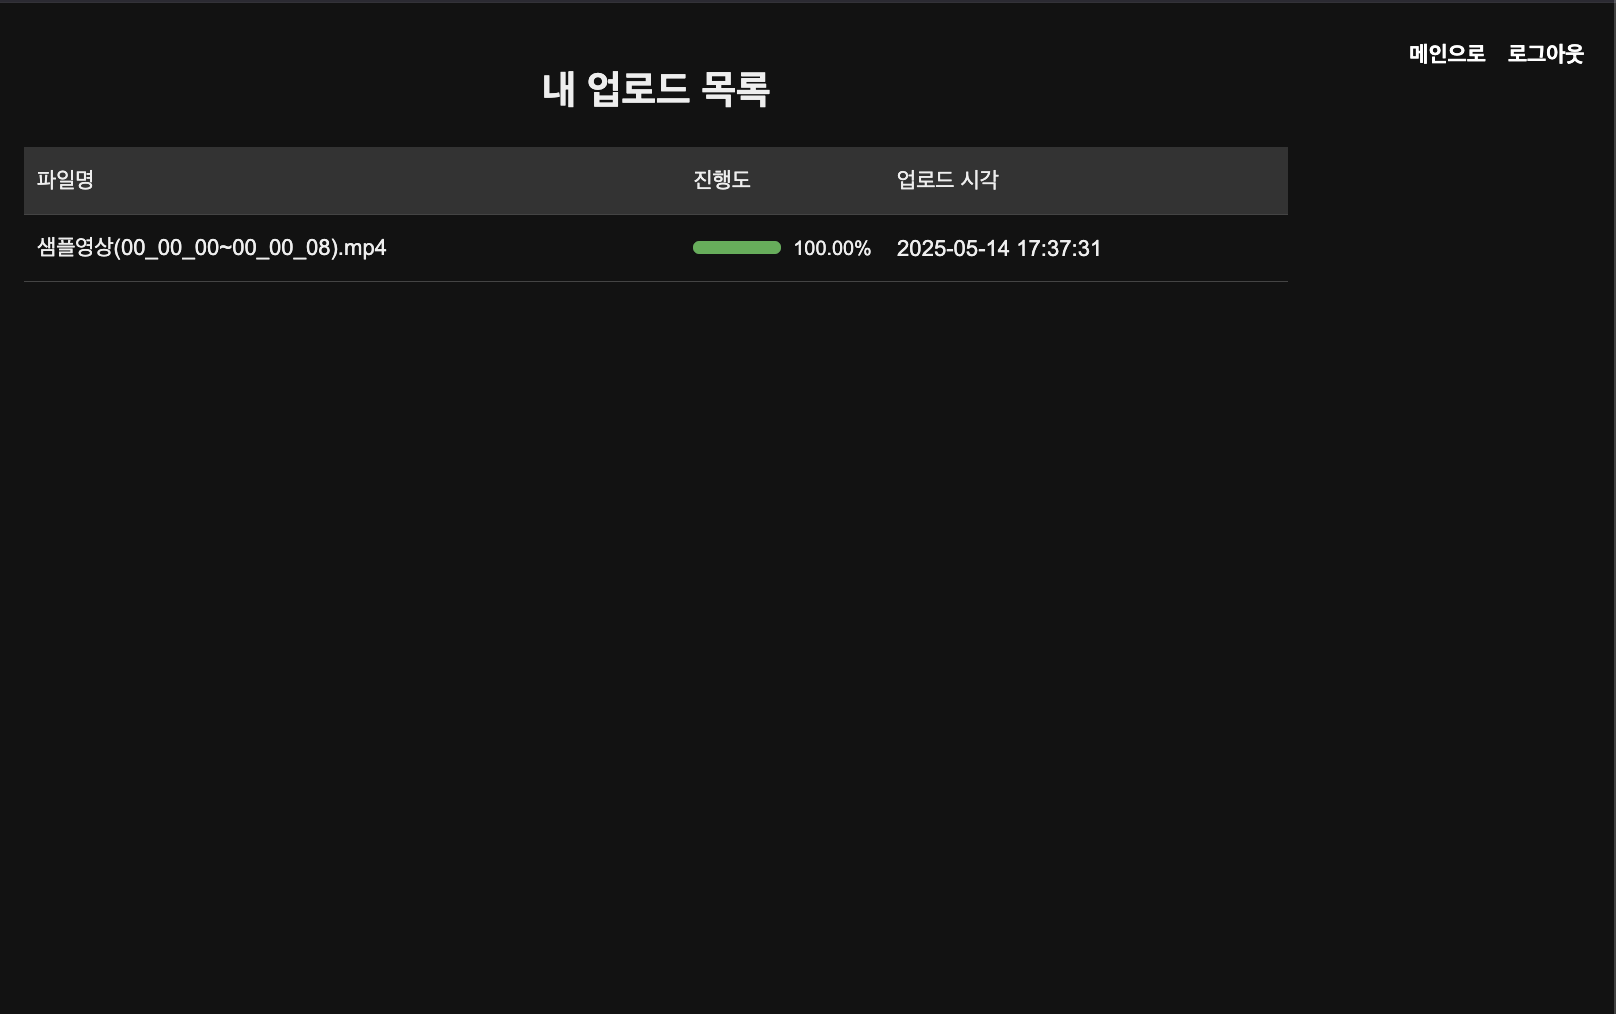 메인으로 로그아웃
내 업로드 목록
파일명 진행도 업로드 시각
샘플영상(00_00_00~00_00_08).mp4 100.00% 2025-05-14 17:37:31